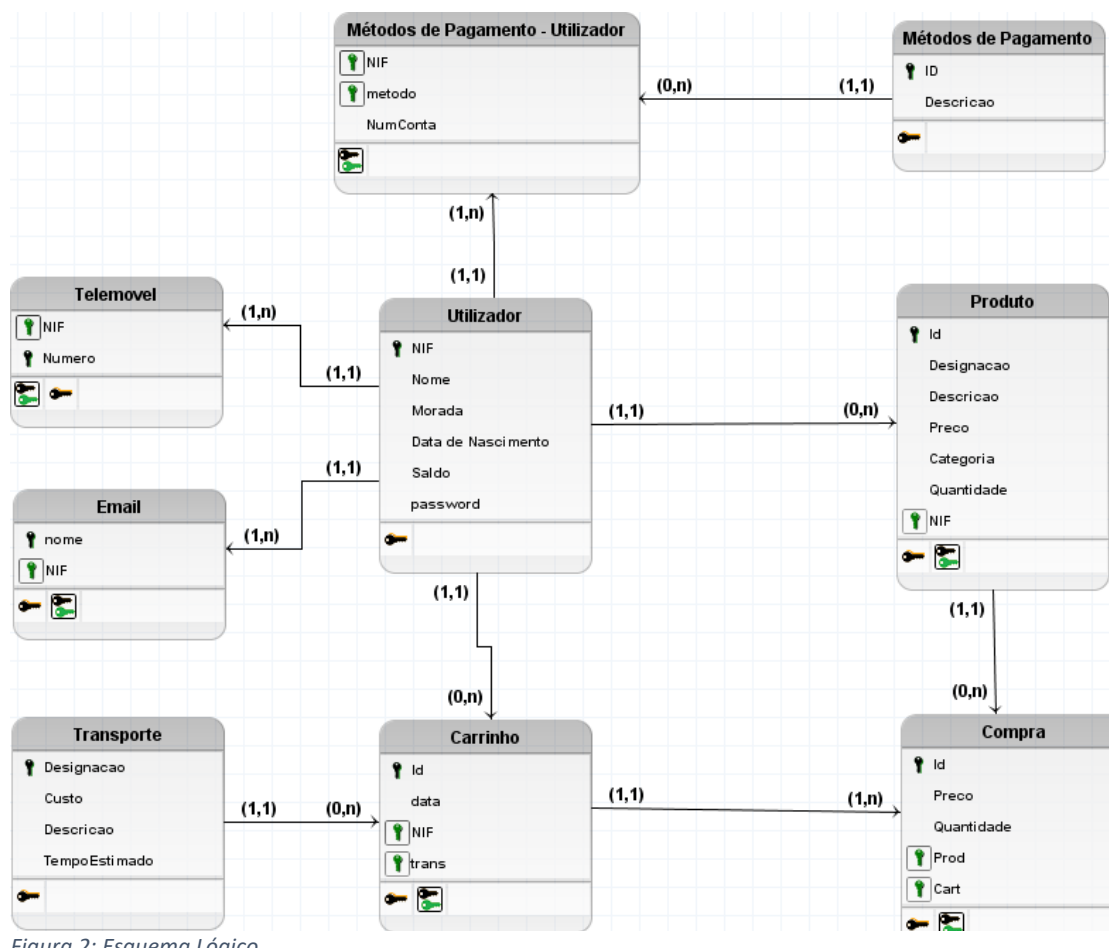 Métodos de Pagamento - Utilizador
NIF
metodo
NumConta
Métodos de Pagamento
ID
Descricao
(0,n)
(1,1)
(1,n)
(1,1)
Telemovel
NIF
Numero
(1,n)
(1,1)
Utilizador
NIF
Nome
Morada
Data de Nascimento
Saldo
password
(1,1)
(0,n)
Produto
Id
Designacao
Descricao
Preco
Categoria
Quantidade
NIF
Email
nome
NIF
(1,1)
(1,n)
(1,1)
(0,n)
(1,1)
(0,n)
Transporte
Designacao
Custo
Descricao
TempoEstimado
(1,1)
(0,n)
Carrinho
Id
data
NIF
trans
(1,1)
(1,n)
Compra
Id
Preco
Quantidade
Prod
Cart
Figura 2: Esquema Lógico